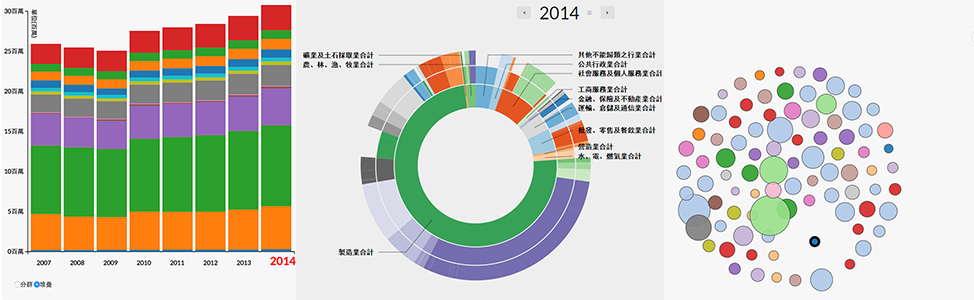 30百萬
25百萬
20百萬
15百萬
10百萬
5百萬
0百萬
單位(百萬)
2007
2008
2009
2010
2011
2012
2013
2014
分群
堆疊
2014 年
礦業及土石採取業合計
農、林、漁、牧業合計
其他不能歸類之行業合計
公共行政業合計
社會服務及個人服務業合計
工商服務業合計
金融、保險及不動產業合計
運輸、倉儲及通信業合計
批發、零售及餐飲業合計
營造業合計
水、電、燃氣業合計
製造業合計